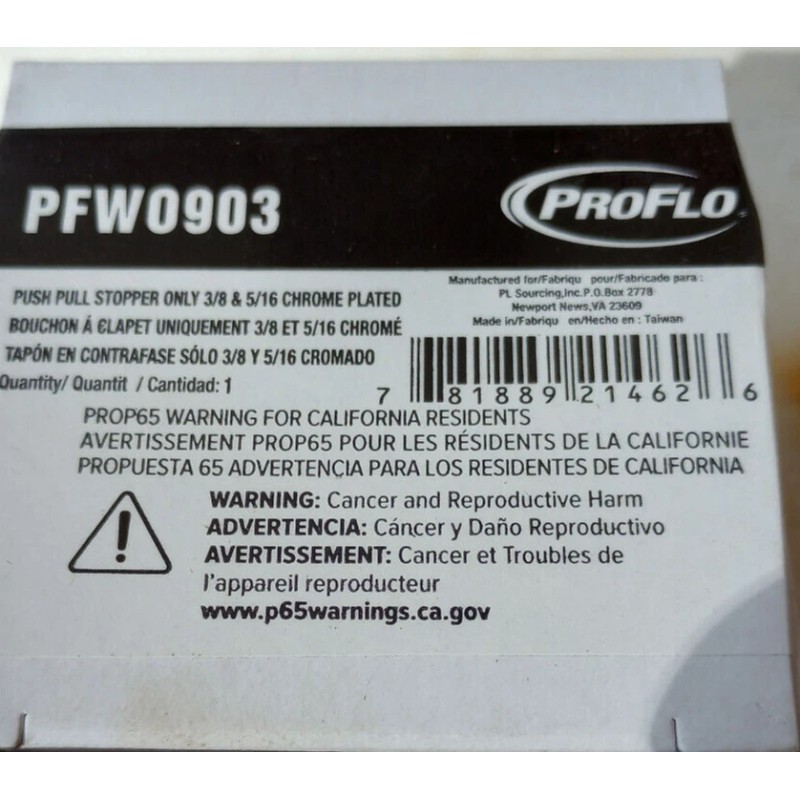 PFW0903
PROFLO
PUSH PULL STOPPER ONLY 3/8 & 5/16 CHROME PLATED
BOUCHON Á CLAPET UNIQUEMENT 3/8 ET 5/16 CHROMÉ
TAPÓN EN CONTRAFASE SÓLO 3/8 Y 5/16 CROMADO
Quantity/ Quantit / Cantidad: 1
Manufactured for/Fabriqu pour/Fabricado para :
PL Sourcing,Inc.P.O.Box 2778
Newport News,VA 23609
Made in/Fabriqu en/Hecho en : Taiwan
7 81889 21462 6
PROP65 WARNING FOR CALIFORNIA RESIDENTS
AVERTISSEMENT PROP65 POUR LES RÉSIDENTS DE LA CALIFORNIE
PROPUESTA 65 ADVERTENCIA PARA LOS RESIDENTES DE CALIFORNIA
WARNING: Cancer and Reproductive Harm
ADVERTENCIA: Cáncer y Daño Reproductivo
AVERTISSEMENT: Cancer et Troubles de
l'appareil reproducteur
www.p65warnings.ca.gov